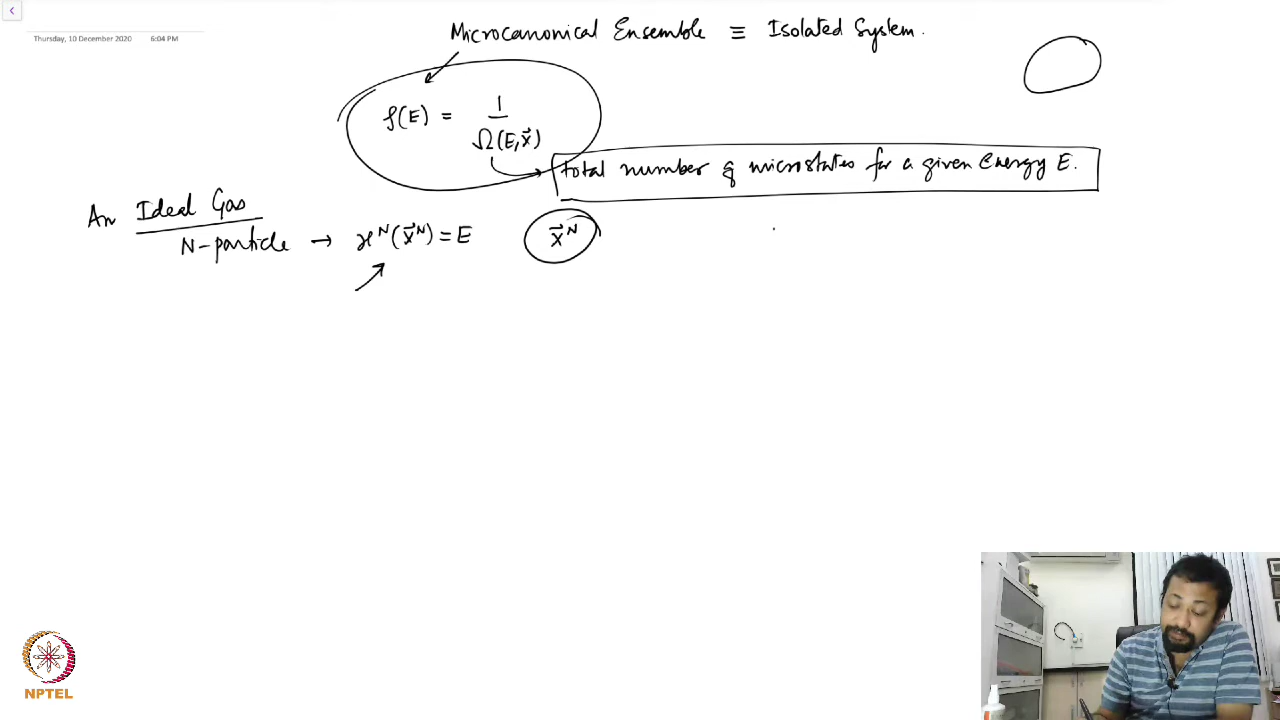 Thursday, 10 December 2020 6:04 PM
Microcanonical Ensemble ≡ Isolated System.
ρ(E) = 1 / Ω(E, x⃗)
total number of microstates for a given Energy E.
An Ideal Gas
N-particle → ℋᴺ(x⃗ᴺ) = E x⃗ᴺ
NPTEL